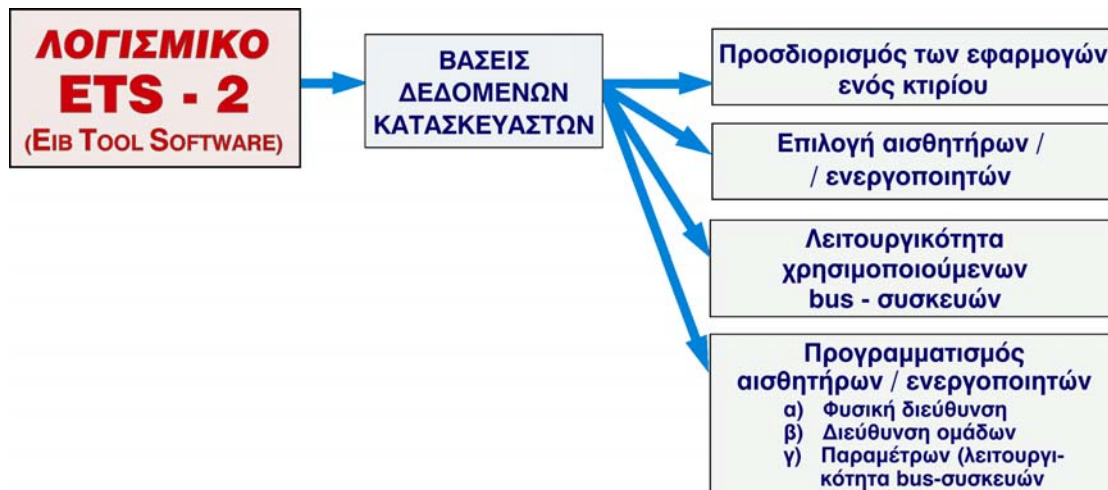 ΛΟΓΙΣΜΙΚΟ
ETS - 2
(EIB TOOL SOFTWARE)
ΒΑΣΕΙΣ
ΔΕΔΟΜΕΝΩΝ
ΚΑΤΑΣΚΕΥΑΣΤΩΝ
Προσδιορισμός των εφαρμογών
ενός κτιρίου
Επιλογή αισθητήρων /
/ ενεργοποιητών
Λειτουργικότητα
χρησιμοποιούμενων
bus - συσκευών
Προγραμματισμός
αισθητήρων / ενεργοποιητών
α) Φυσική διεύθυνση
β) Διεύθυνση ομάδων
γ) Παραμέτρων (λειτουργι-
κότητα bus-συσκευών